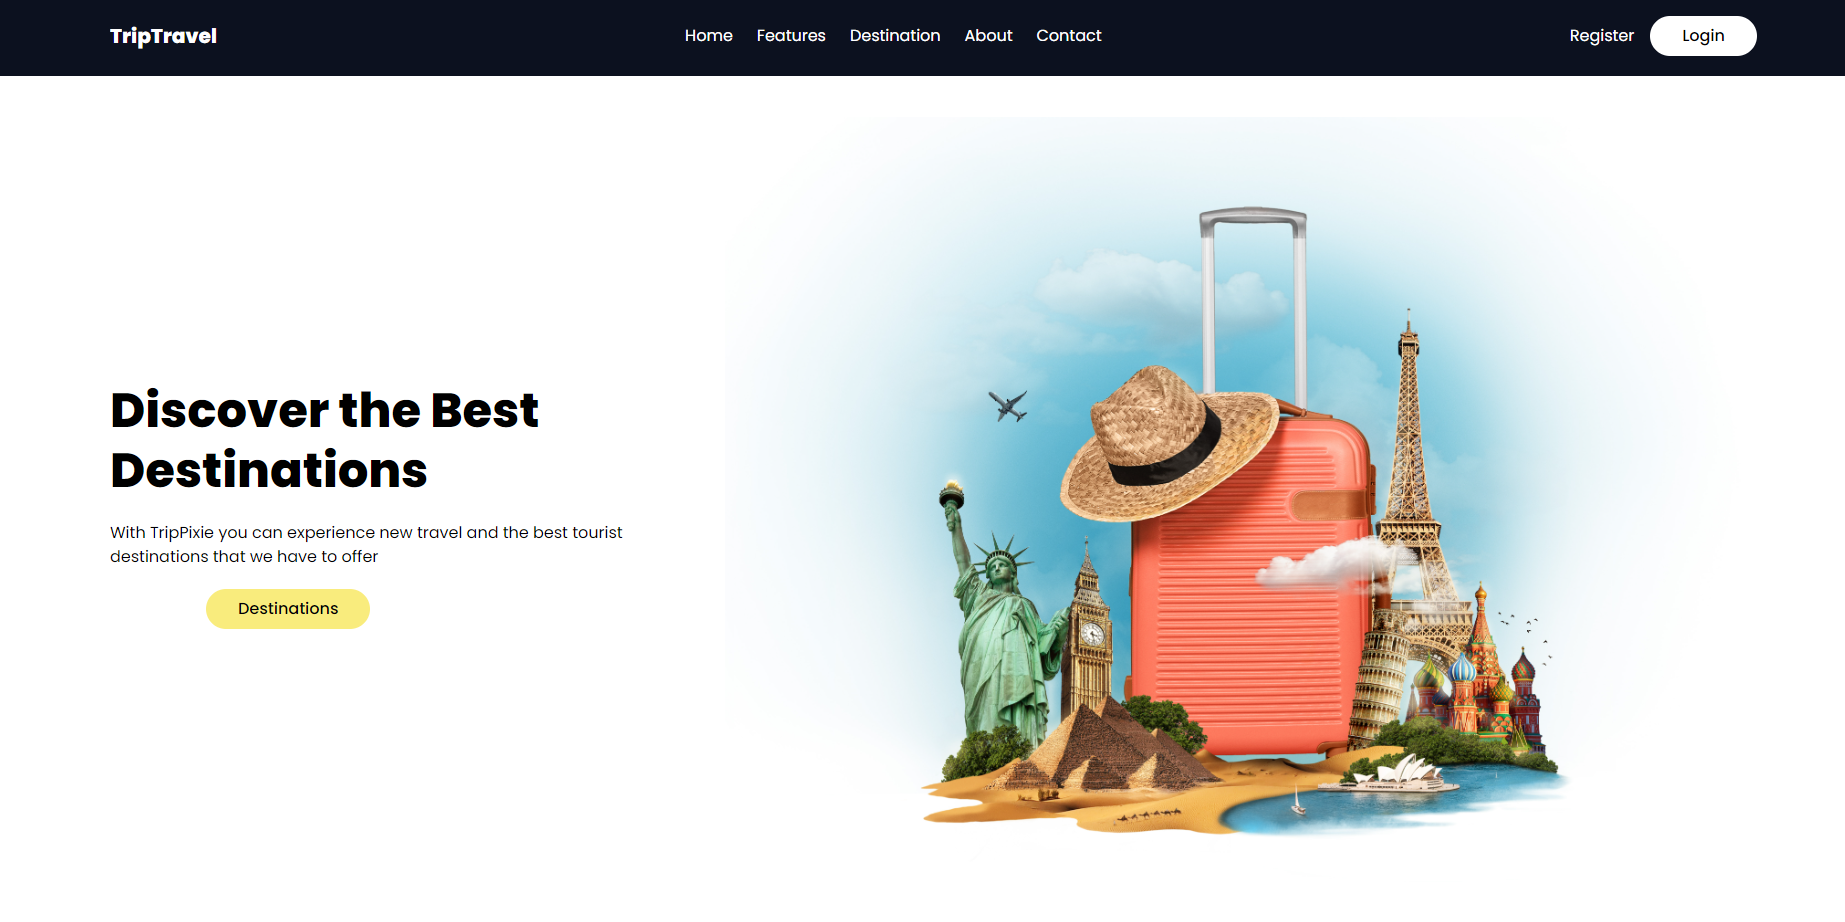 TripTravel
Home Features Destination About Contact
Register Login
Discover the Best
Destinations
With TripPixie you can experience new travel and the best tourist
destinations that we have to offer
Destinations